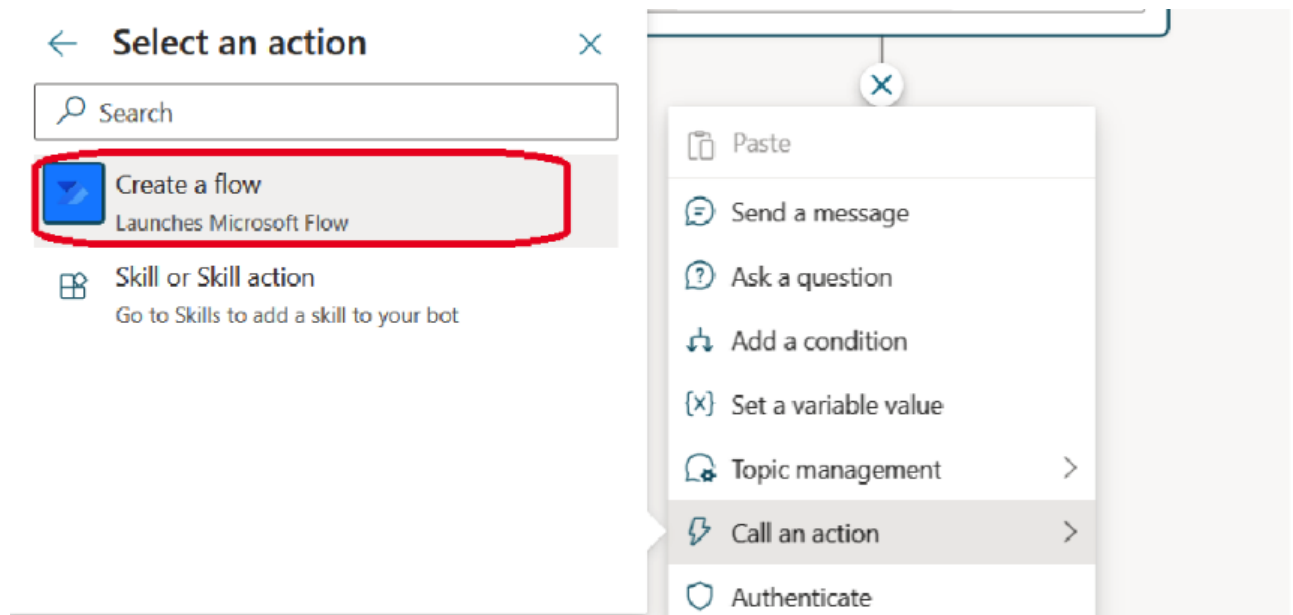 Select an action
Search
Create a flow
Launches Microsoft Flow
Skill or Skill action
Go to Skills to add a skill to your bot
Paste
Send a message
Ask a question
Add a condition
{x} Set a variable value
Topic management
Call an action
Authenticate